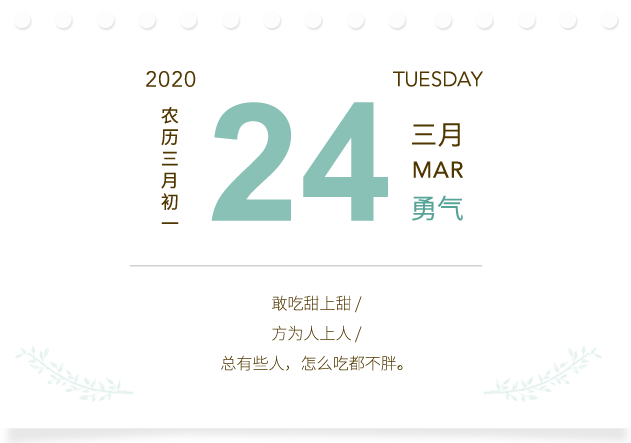 2020
TUESDAY
农历三月初一
24
三月
MAR
勇气
敢吃甜上甜 /
方为人上人 /
总有些人，怎么吃都不胖。